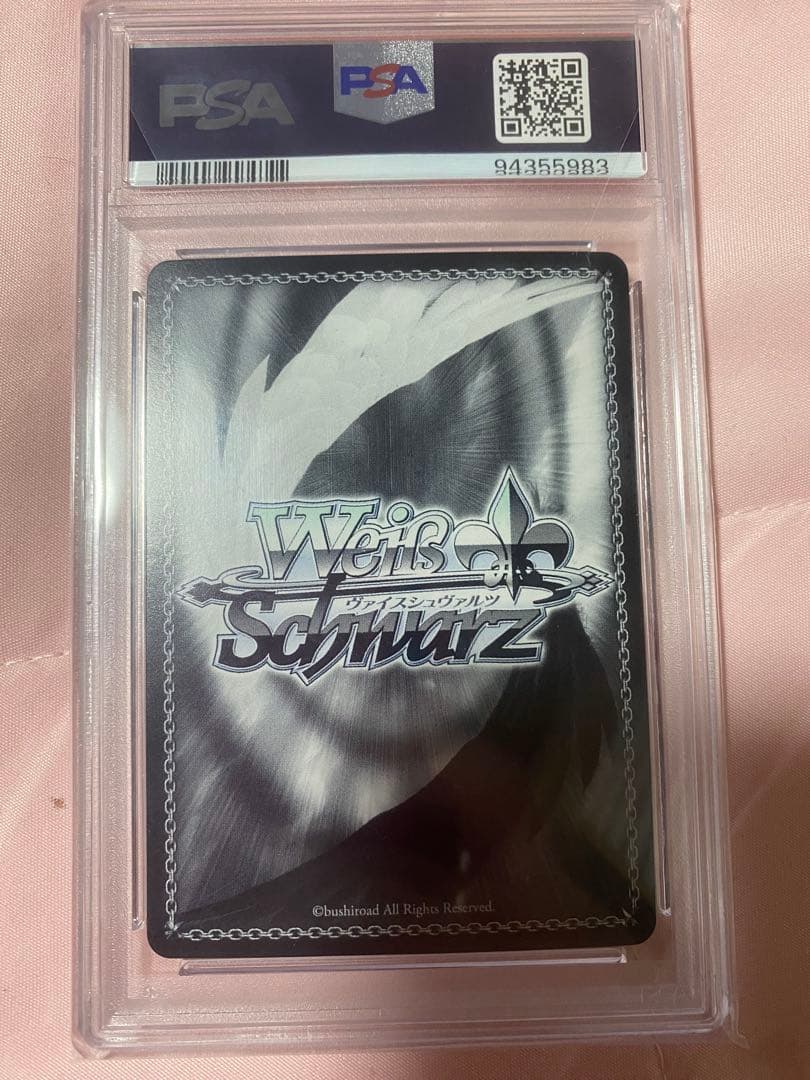 PSA
PSA
94355983
Weiß
ヴァイスシュヴァルツ
Schwarz
©bushiroad All Rights Reserved.